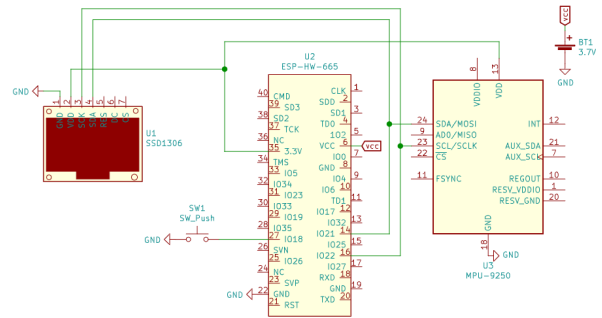 VCC
BT1
3.7V
GND
GND
1 2 3 4 5 6 7
GND VDD SCK SDA RES DC CS
U1
SSD1306
U2
ESP-HW-665
40 CMD
39 SD3
38 SD2
37 TCK
36 NC
35 3.3V
34 TMS
33 IO5
32 IO34
31 IO23
30 IO33
29 IO19
28 IO35
27 IO18
26 SVN
25 IO26
24 NC
23 SVP
22 GND
21 RST
CLK 1
SDD 2
SD1 3
TD0 4
IO2 5
VCC 6
IO0 7
GND 8
IO4 9
IO6 10
TD1 11
IO17 12
IO32 13
IO21 14
IO25 15
IO22 16
IO27 17
RXD 18
GND 19
TXD 20
VCC
SW1
SW_Push
GND
GND
8 13
VDDIO VDD
24 SDA/MOSI
9 AD0/MISO
23 SCL/SCLK
22 CS
11 FSYNC
INT 12
AUX_SDA 21
AUX_SCL 7
REGOUT 10
RESV_VDDIO 1
RESV_GND 20
GND
18
GND
U3
MPU-9250